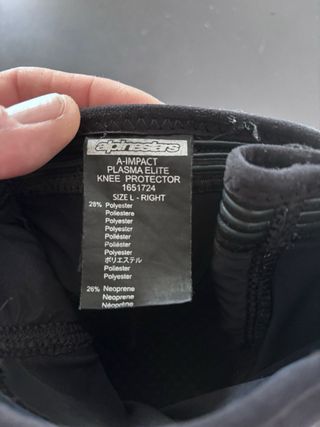 alpinestars
A-IMPACT
PLASMA ELITE
KNEE PROTECTOR
1651724
SIZE L - RIGHT
28% Polyester
Poliestere
Polyester
Polyester
Poliéster
Poliéster
Polyester
ポリエステル
Poliester
Polyester
26% Neoprene
Neoprene
Néoprène